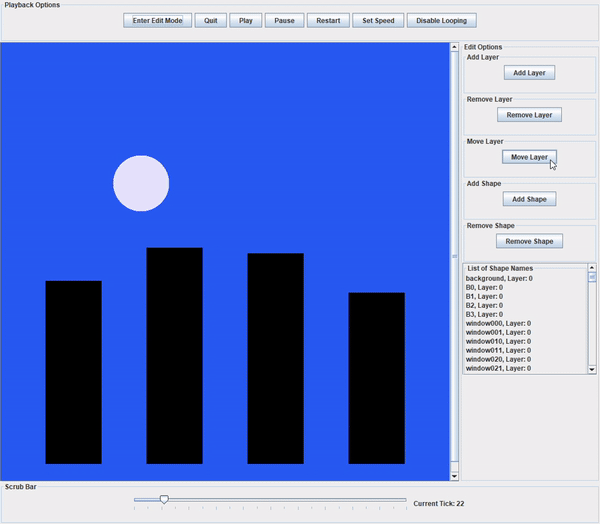 Playback Options
Enter Edit Mode Quit Play Pause Restart Set Speed Disable Looping
Edit Options
Add Layer
Add Layer
Remove Layer
Remove Layer
Move Layer
Move Layer
Add Shape
Add Shape
Remove Shape
Remove Shape
List of Shape Names
background, Layer: 0
B0, Layer: 0
B1, Layer: 0
B2, Layer: 0
B3, Layer: 0
window000, Layer: 0
window001, Layer: 0
window010, Layer: 0
window011, Layer: 0
window020, Layer: 0
window021, Layer: 0
Scrub Bar
Current Tick: 22